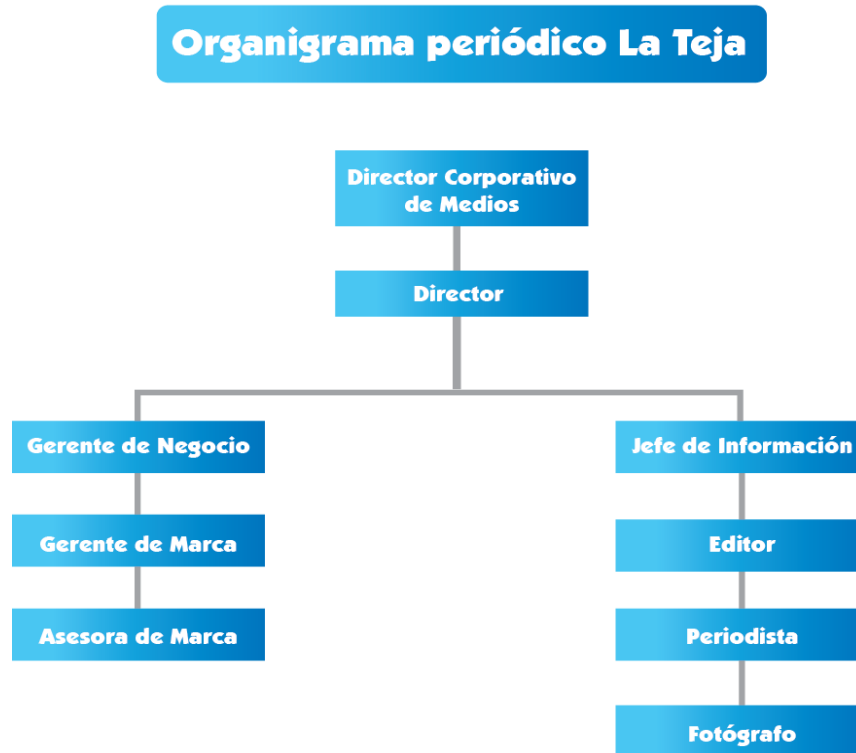 Organigrama periódico La Teja
Director Corporativo
de Medios
Director
Gerente de Negocio
Jefe de Información
Gerente de Marca
Editor
Asesora de Marca
Periodista
Fotógrafo